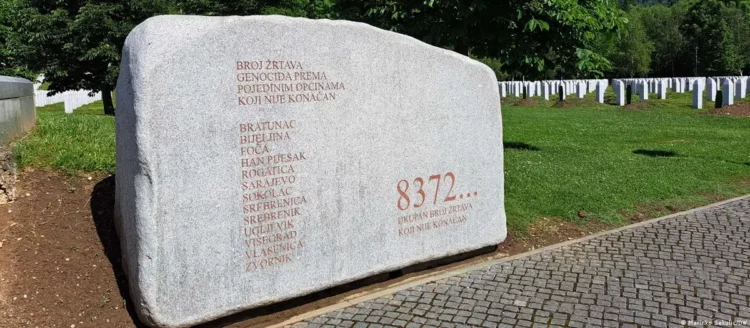 BROJ ŽRTAVA
GENOCIDA PREMA
POJEDINIM OPĆINAMA
KOJI NIJE KONAČAN
BRATUNAC
BIJELJINA
FOČA
HAN PIJESAK
ROGATICA
SARAJEVO
SOKOLAC
SREBRENICA
SREBRENIK
UGLJEVIK
VIŠEGRAD
VLASENICA
ZVORNIK
8372...
UKUPAN BROJ ŽRTAVA
KOJI NIJE KONAČAN